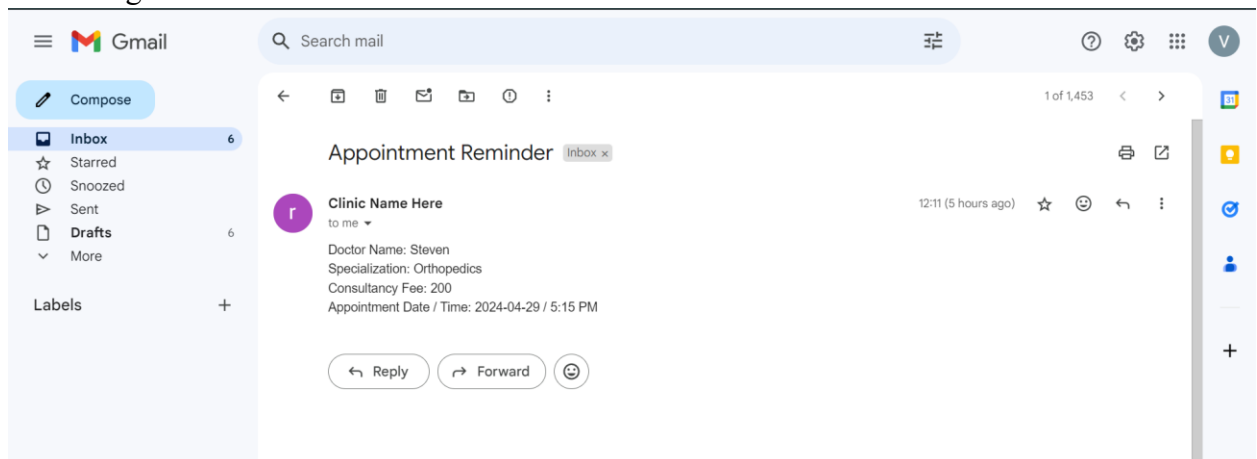 Gmail
Search mail
V
Compose
1 of 1,453
31
Inbox 6
Starred
Snoozed
Sent
Drafts 6
More
Labels
Appointment Reminder Inbox x
r
Clinic Name Here 12:11 (5 hours ago)
to me
Doctor Name: Steven
Specialization: Orthopedics
Consultancy Fee: 200
Appointment Date / Time: 2024-04-29 / 5:15 PM
Reply Forward